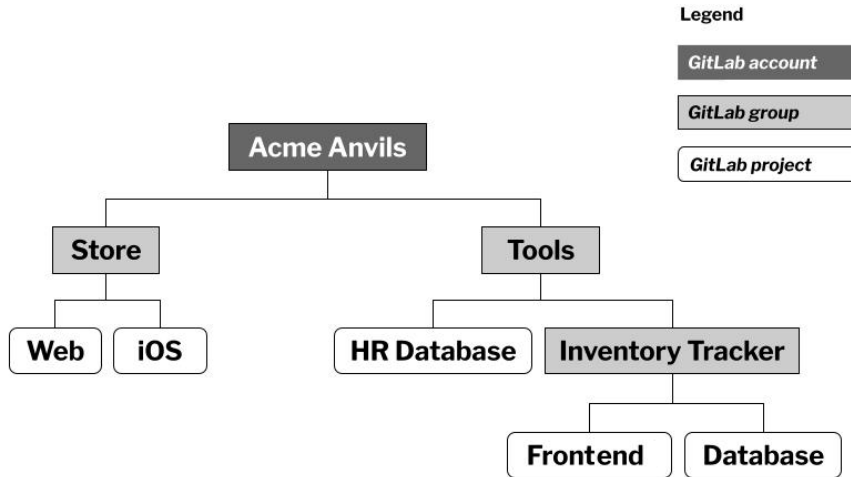 Legend
GitLab account
GitLab group
GitLab project
Acme Anvils
Store
Tools
Web
iOS
HR Database
Inventory Tracker
Frontend
Database